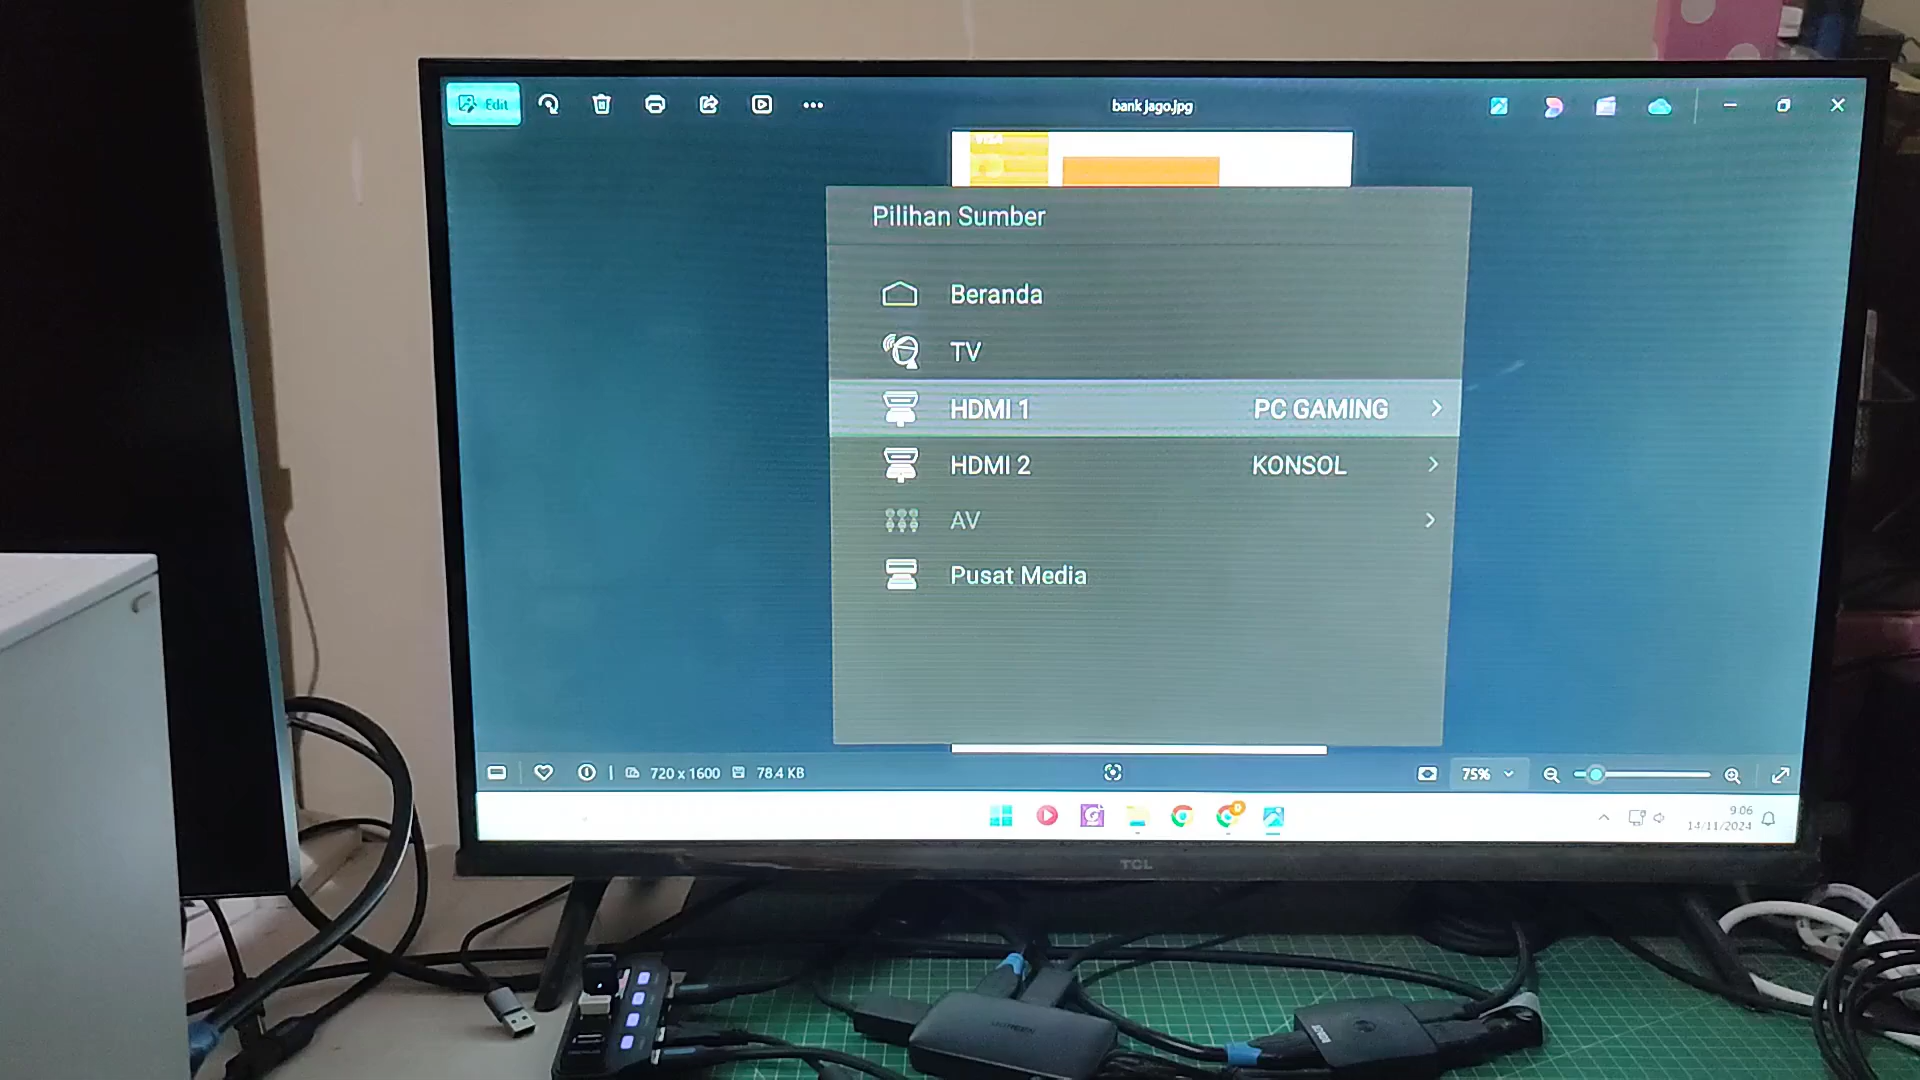 Edit
bank jago.jpg
VISA
Pilihan Sumber
Beranda
TV
HDMI 1 PC GAMING
HDMI 2 KONSOL
AV
Pusat Media
720 x 1600 78.4 KB
75%
9.06
14/11/2024
TCL